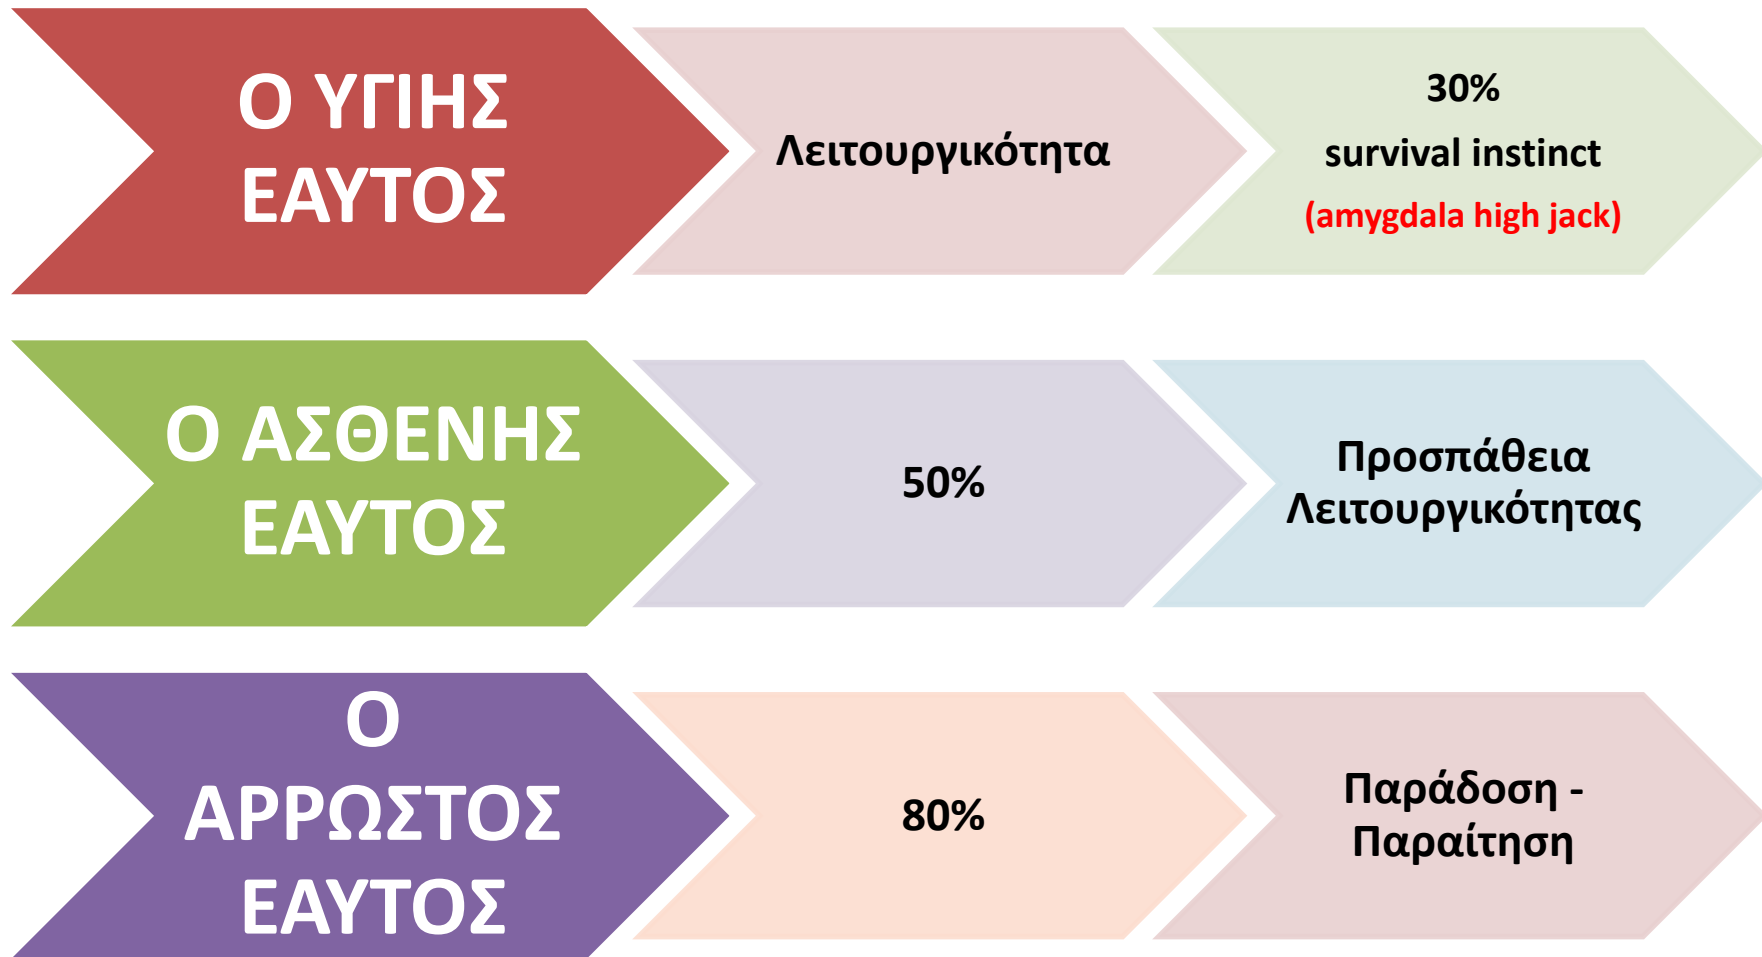 Ο ΥΓΙΗΣ
ΕΑΥΤΟΣ
Λειτουργικότητα
30%
survival instinct
(amygdala high jack)
Ο ΑΣΘΕΝΗΣ
ΕΑΥΤΟΣ
50%
Προσπάθεια
Λειτουργικότητας
Ο
ΑΡΡΩΣΤΟΣ
ΕΑΥΤΟΣ
80%
Παράδοση -
Παραίτηση